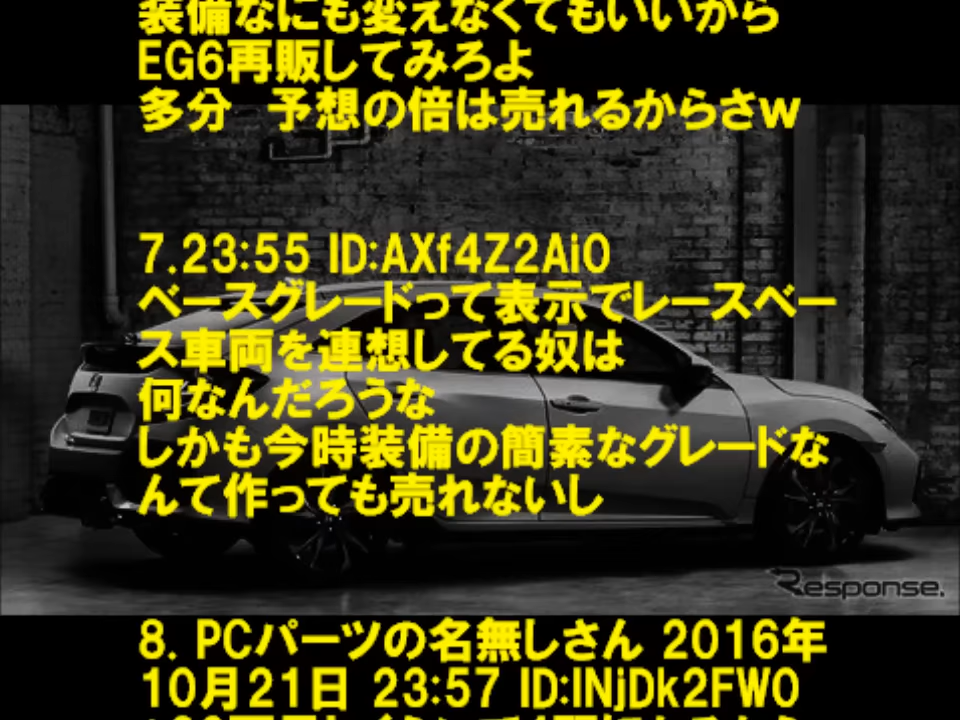 装備なにも変えなくてもいいから
EG6再販してみろよ
多分　予想の倍は売れるからさｗ
7.23:55 ID:AXf4Z2Ai0
ベースグレードって表示でレースベー
ス車両を連想してる奴は
何なんだろうな
しかも今時装備の簡素なグレードな
んて作っても売れないし
Response.
8. PCパーツの名無しさん 2016年
10月21日 23:57 ID:INjDk2FW0